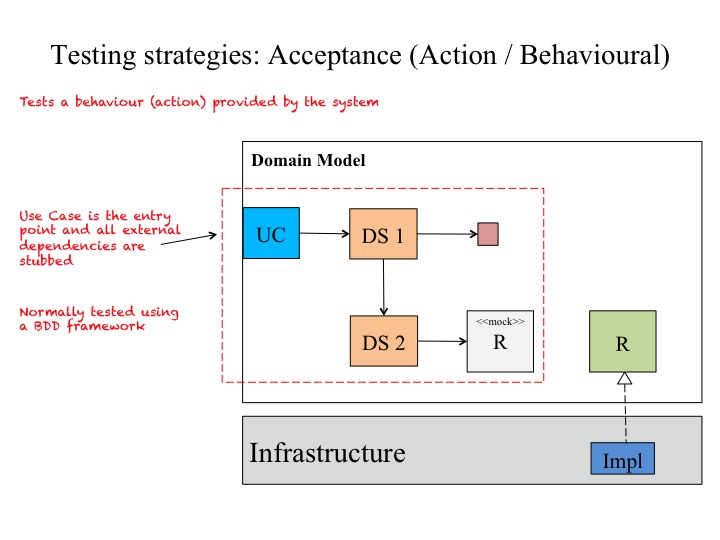 Testing strategies: Acceptance (Action / Behavioural)
Tests a behaviour (action) provided by the system
Domain Model
Use Case is the entry
point and all external
dependencies are
stubbed
UC
DS 1
Normally tested using
a BDD framework
DS 2
<<mock>>
R
R
Infrastructure
Impl